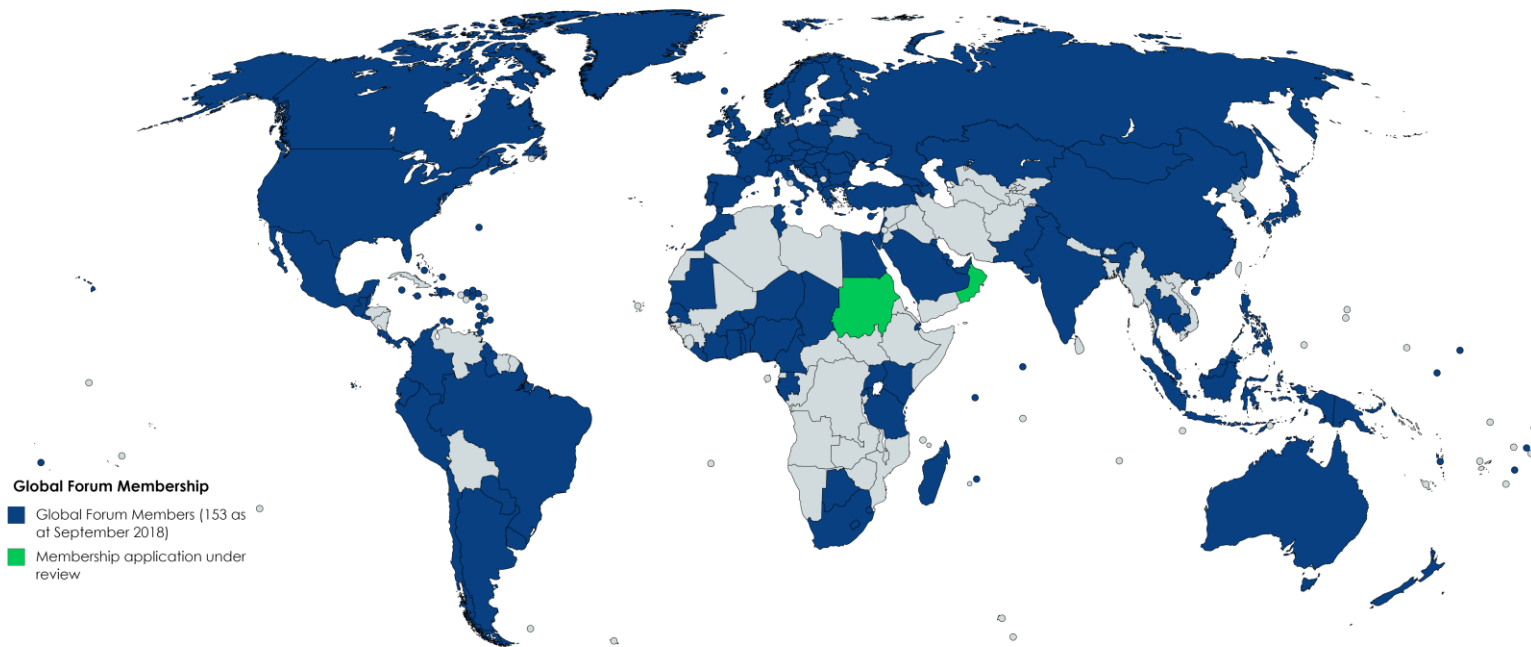 Global Forum Membership
Global Forum Members (153 as
at September 2018)
Membership application under
review